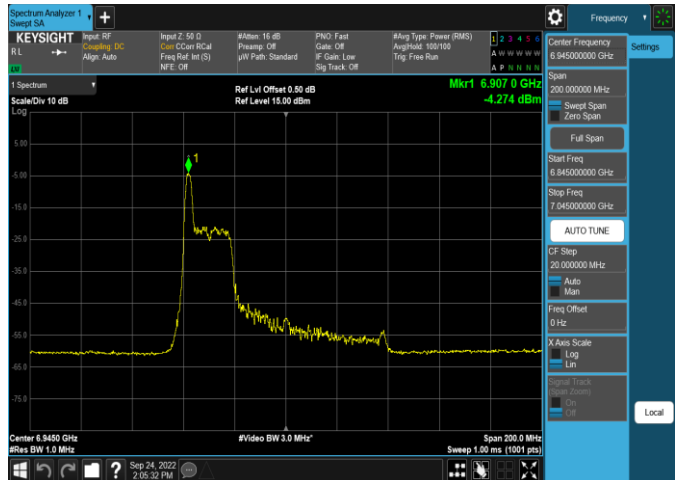 Spectrum Analyzer 1
Swept SA
Frequency
KEYSIGHT
RL
LV
Input: RF
Coupling: DC
Align: Auto
Input Z: 50 Ω
Corr CCorr RCal
Freq Ref: Int (S)
NFE: Off
#Atten: 16 dB
Preamp: Off
µW Path: Standard
PNO: Fast
Gate: Off
IF Gain: Low
Sig Track: Off
#Avg Type: Power (RMS)
Avg|Hold: 100/100
Trig: Free Run
1 2 3 4 5 6
A W W W W W
A P N N N N
1 Spectrum
Scale/Div 10 dB
Log
Ref Lvl Offset 0.50 dB
Ref Level 15.00 dBm
Mkr1 6.907 0 GHz
-4.274 dBm
1
5.00
-5.00
-15.0
-25.0
-35.0
-45.0
-55.0
-65.0
-75.0
Center 6.9450 GHz
#Res BW 1.0 MHz
#Video BW 3.0 MHz*
Span 200.0 MHz
Sweep 1.00 ms (1001 pts)
Center Frequency
6.945000000 GHz
Span
200.000000 MHz
Swept Span
Zero Span
Full Span
Start Freq
6.845000000 GHz
Stop Freq
7.045000000 GHz
AUTO TUNE
CF Step
20.000000 MHz
Auto
Man
Freq Offset
0 Hz
X Axis Scale
Log
Lin
Signal Track
(Span Zoom)
On
Off
Settings
Local
?
Sep 24, 2022
2:05:32 PM